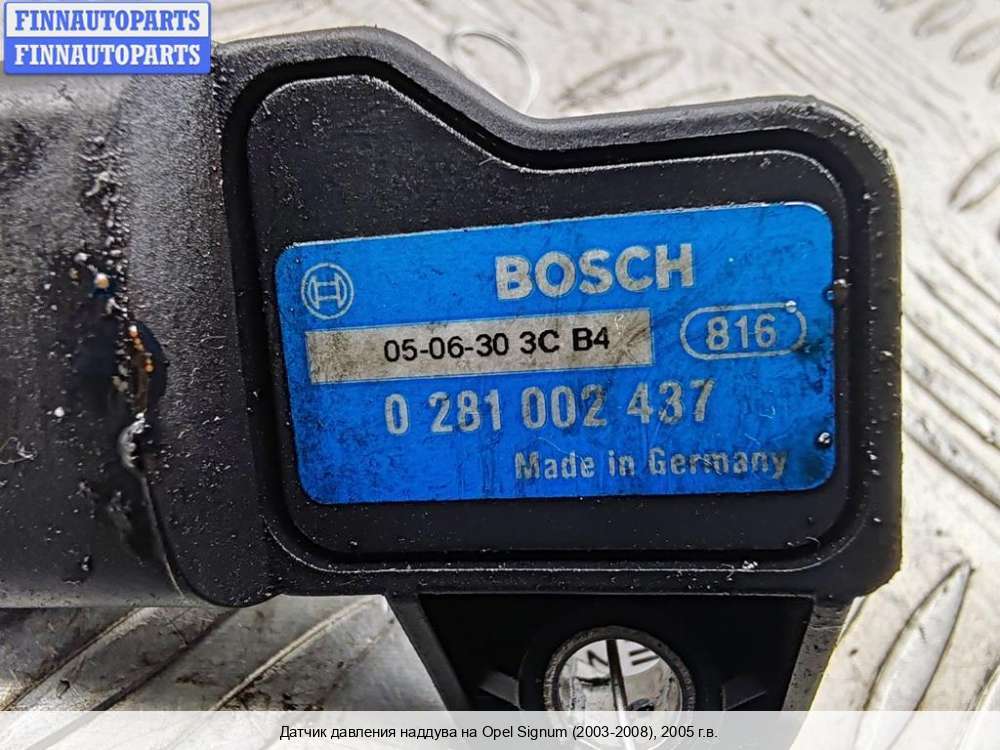 FINNAUTOPARTS
FINNAUTOPARTS
BOSCH
05-06-30 3C B4
816
0 281 002 437
Made in Germany
Датчик давления наддува на Opel Signum (2003-2008), 2005 г.в.